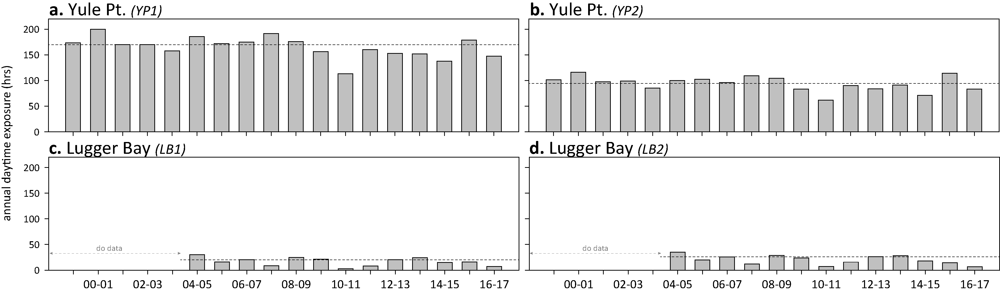 a. Yule Pt. (YP1)
b. Yule Pt. (YP2)
annual daytime exposure (hrs)
200
150
100
50
0
c. Lugger Bay (LB1)
d. Lugger Bay (LB2)
200
150
100
50
0
do data
do data
00-01 02-03 04-05 06-07 08-09 10-11 12-13 14-15 16-17
00-01 02-03 04-05 06-07 08-09 10-11 12-13 14-15 16-17